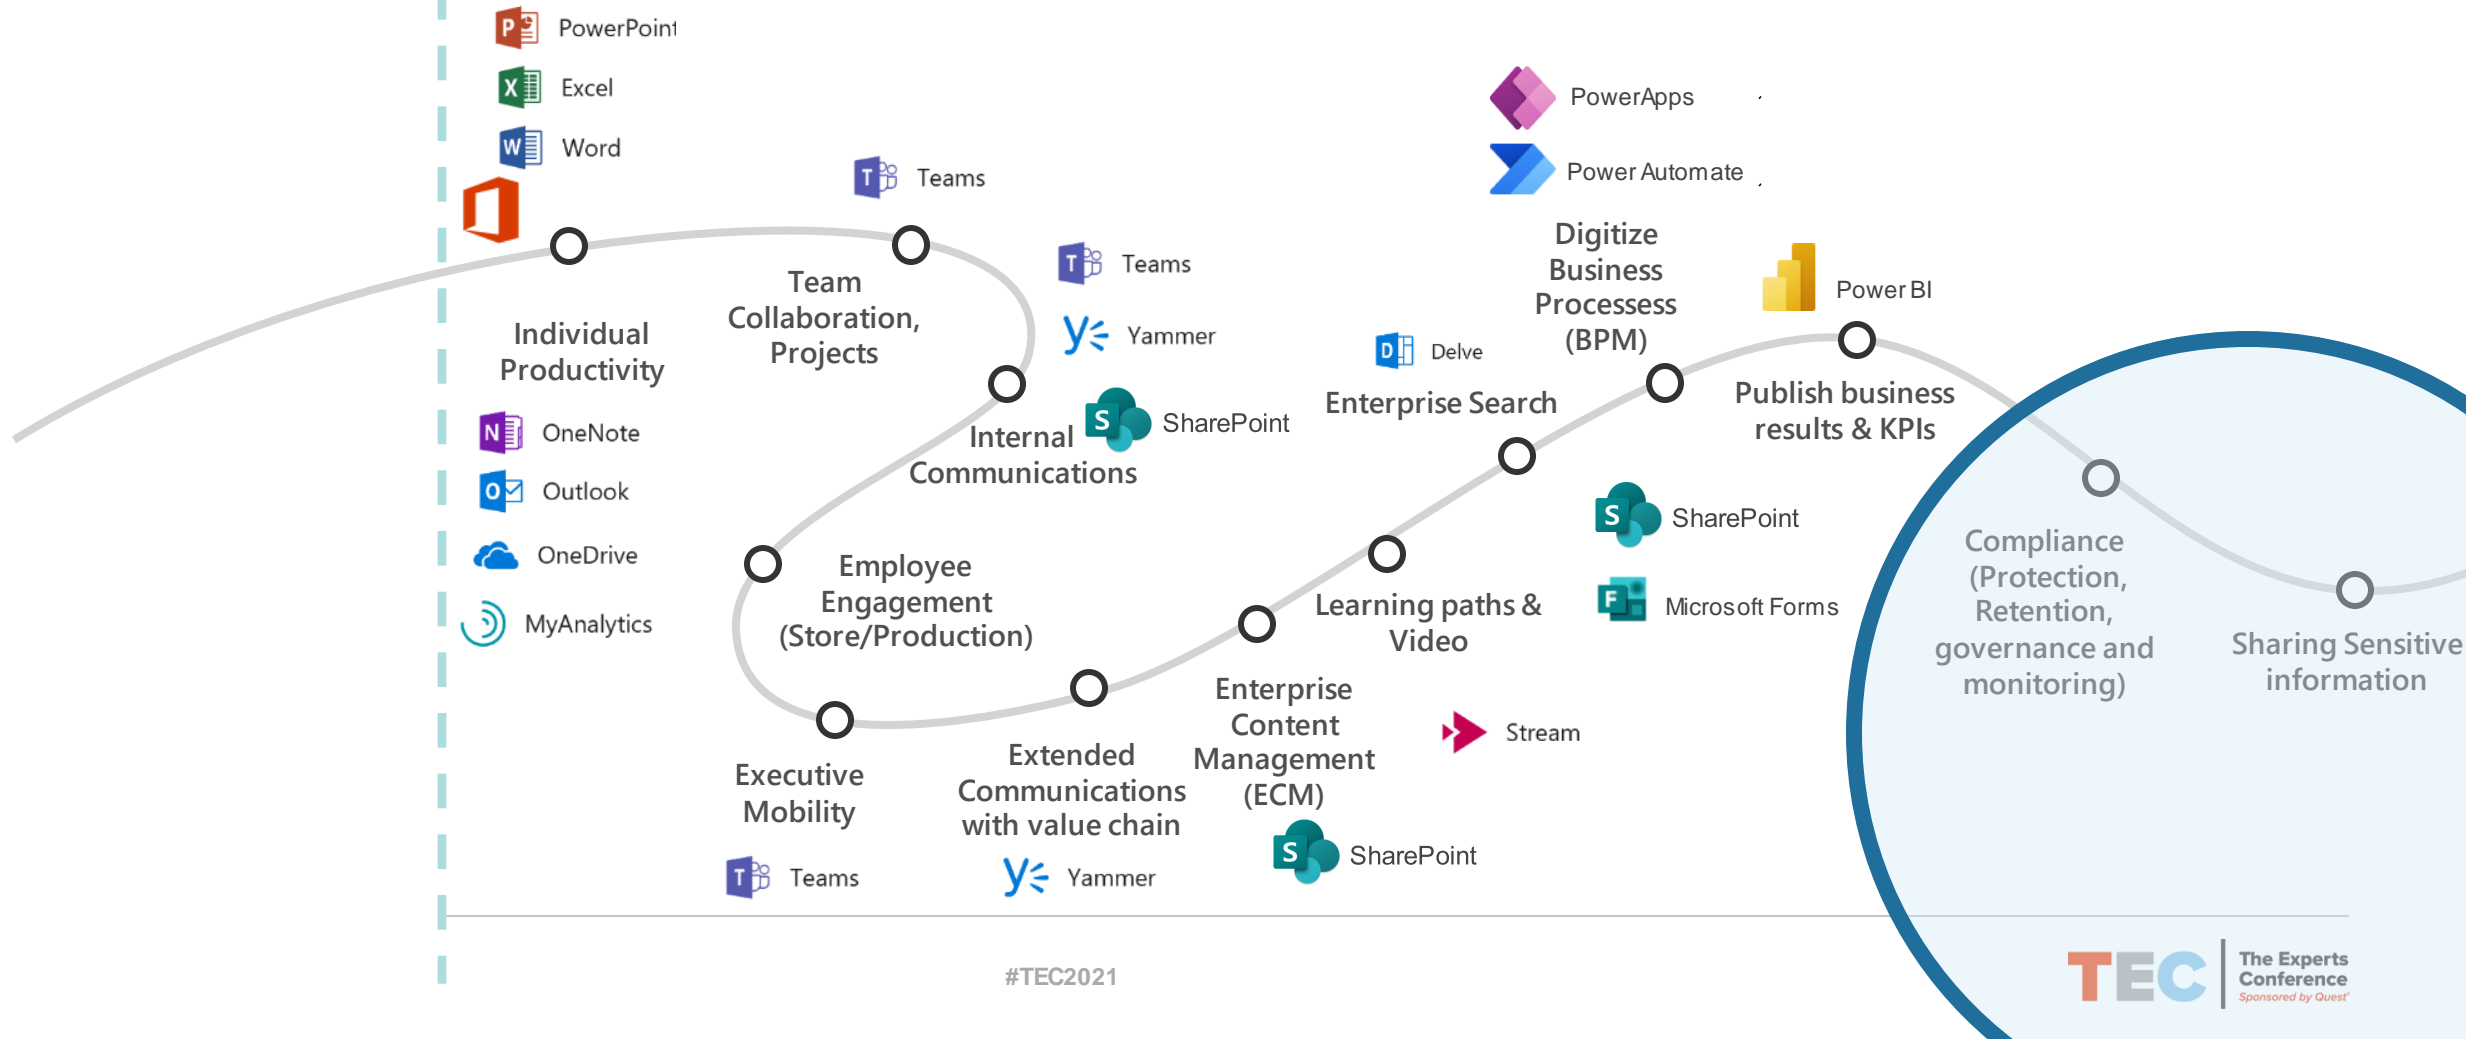 PowerPoint
Excel
Word
Individual
Productivity
OneNote
Outlook
OneDrive
MyAnalytics
Teams
Team
Collaboration,
Projects
Teams
Yammer
SharePoint
Internal
Communications
Employee
Engagement
(Store/Production)
Executive
Mobility
Teams
Extended
Communications
with value chain
Yammer
Enterprise
Content
Management
(ECM)
SharePoint
Learning paths &
Video
Stream
Delve
Enterprise Search
PowerApps
Power Automate
Digitize
Business
Processess
(BPM)
SharePoint
Microsoft Forms
Power BI
Publish business
results & KPIs
Compliance
(Protection,
Retention,
governance and
monitoring)
Sharing Sensitive
information
#TEC2021
TEC
The Experts
Conference
Sponsored by Quest